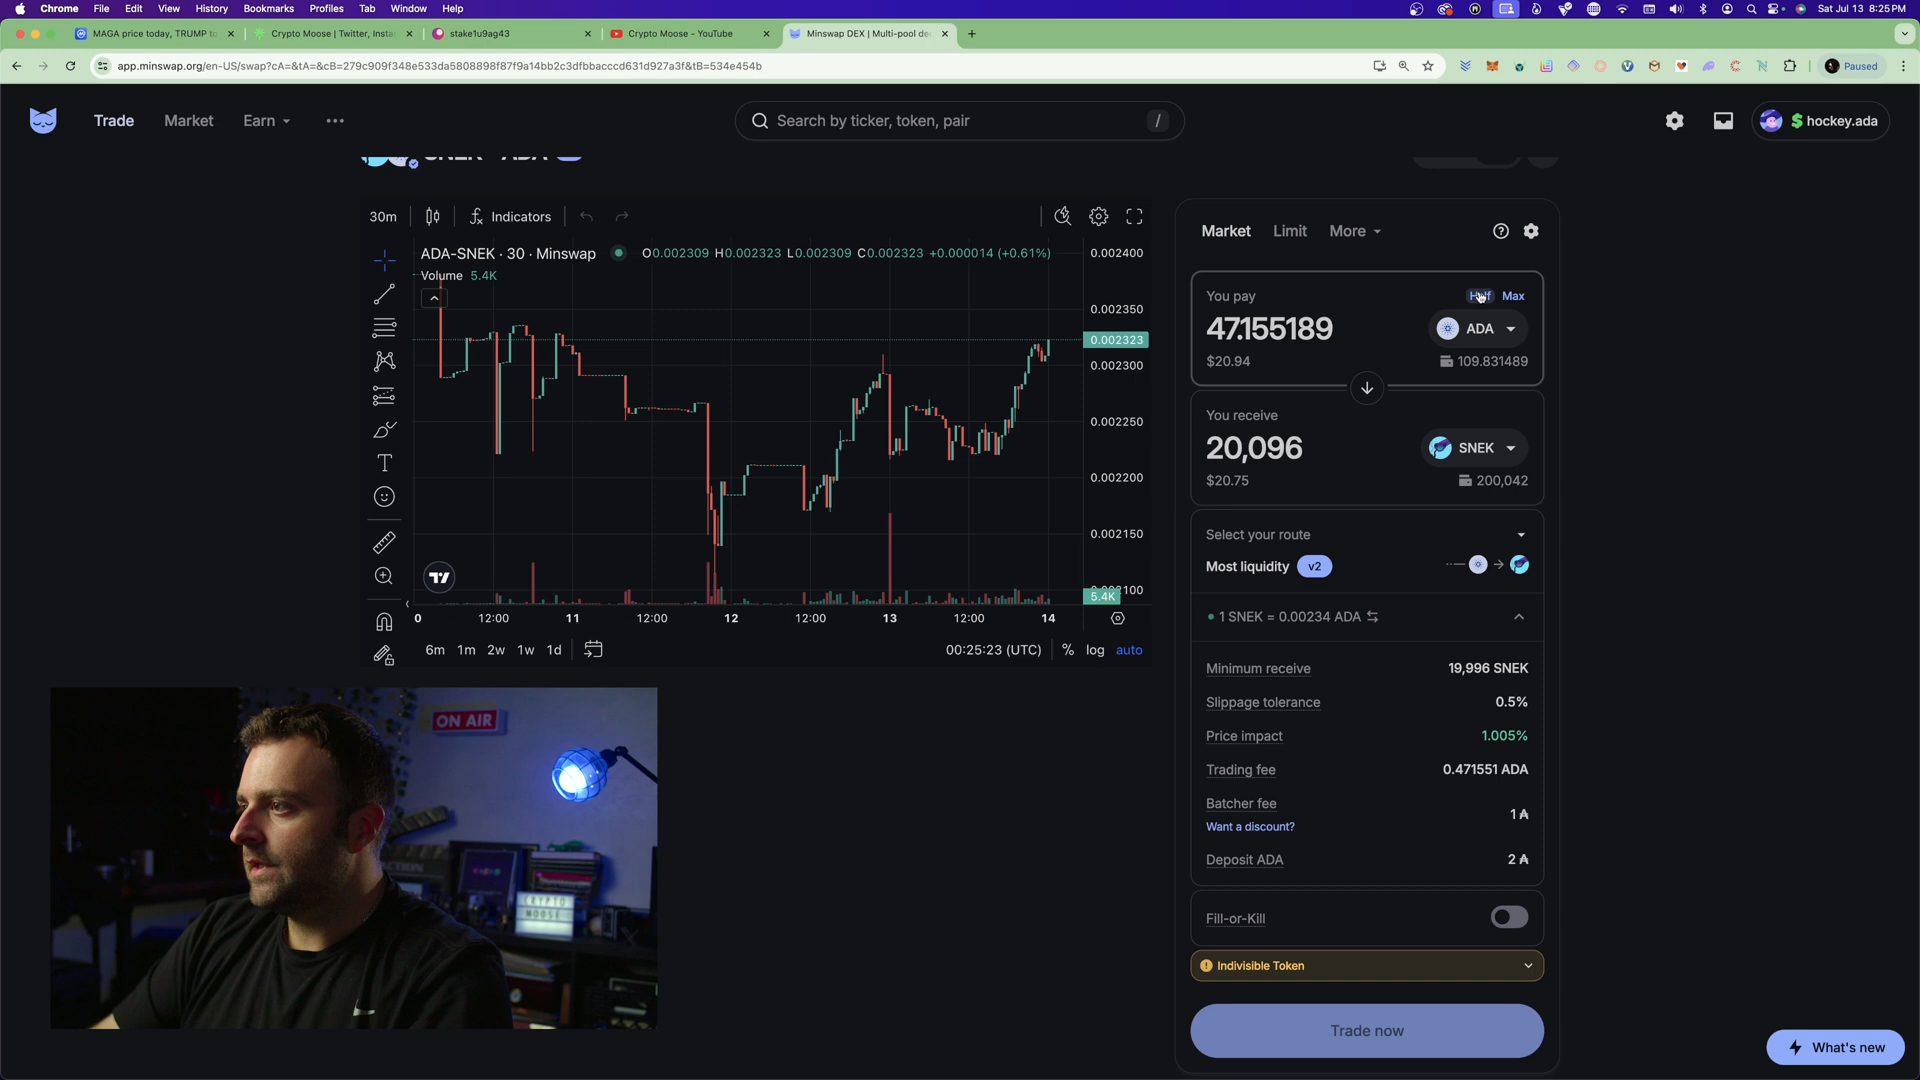 Chrome File Edit View History Bookmarks Profiles Tab Window Help
Sat Jul 13 8:25 PM
MAGA price today, TRUMP to
Crypto Moose | Twitter, Insta
stake1u9ag43
Crypto Moose - YouTube
Minswap DEX | Multi-pool de
app.minswap.org/en-US/swap?cA=&tA=&cB=279c909f348e533da5808898f87f9a14bb2c3dfbbacccd631d927a3f&tB=534e454b
Paused
Trade Market Earn
Search by ticker, token, pair /
$ hockey.ada
30m
Indicators
ADA-SNEK · 30 · Minswap
O0.002309 H0.002323 L0.002309 C0.002323 +0.000014 (+0.61%)
Volume 5.4K
0.002400
0.002350
0.002323
0.002300
0.002250
0.002200
0.002150
5.4K
0 12:00 11 12:00 12 12:00 13 12:00 14
6m 1m 2w 1w 1d
00:25:23 (UTC) % log auto
Market Limit More
You pay
Half Max
47.155189
ADA
$20.94
109.831489
You receive
20,096
SNEK
$20.75
200,042
Select your route
Most liquidity v2
1 SNEK = 0.00234 ADA
Minimum receive 19,996 SNEK
Slippage tolerance 0.5%
Price impact 1.005%
Trading fee 0.471551 ADA
Batcher fee 1 ₳
Want a discount?
Deposit ADA 2 ₳
Fill-or-Kill
Indivisible Token
Trade now
What's new
ON AIR
CRYPTO
MOOSE